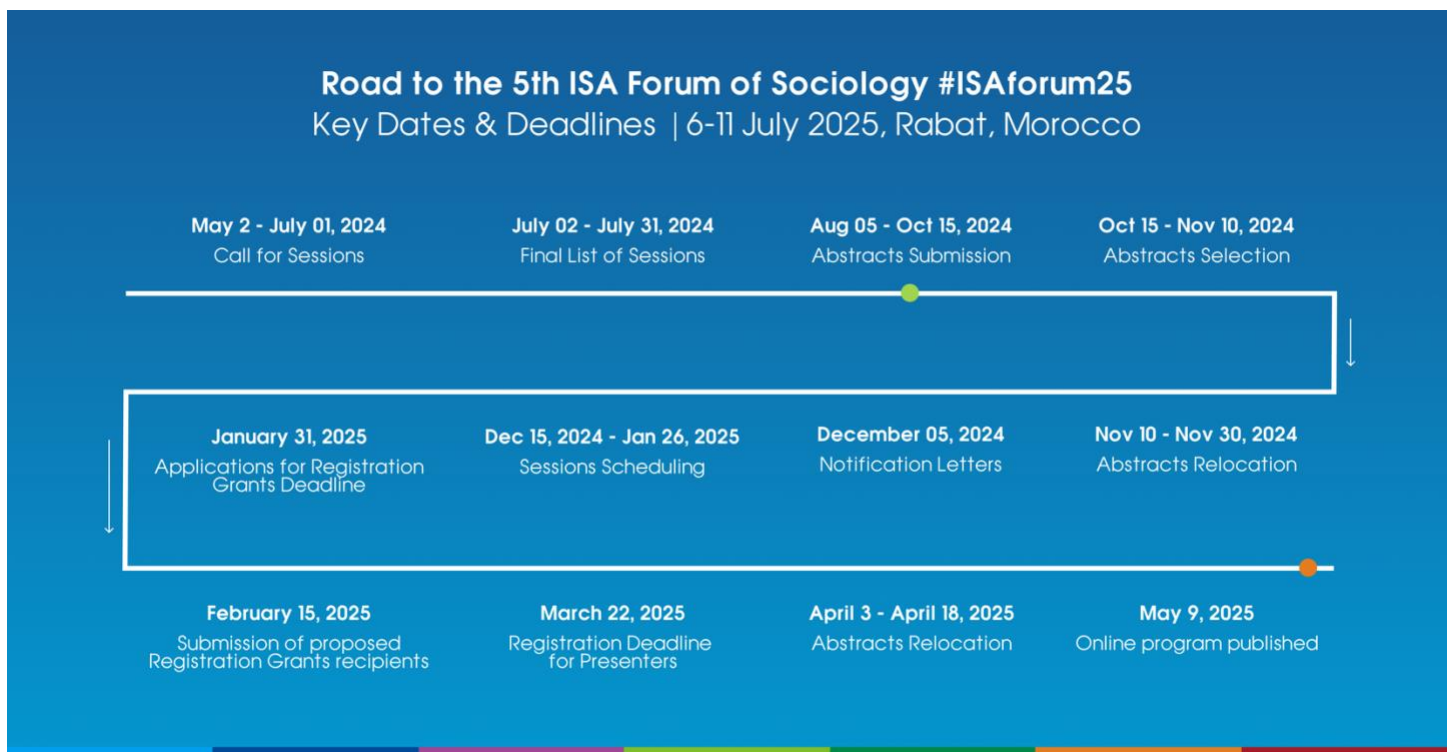 Road to the 5th ISA Forum of Sociology #ISAforum25
Key Dates & Deadlines | 6-11 July 2025, Rabat, Morocco
May 2 - July 01, 2024
Call for Sessions
July 02 - July 31, 2024
Final List of Sessions
Aug 05 - Oct 15, 2024
Abstracts Submission
Oct 15 - Nov 10, 2024
Abstracts Selection
January 31, 2025
Applications for Registration
Grants Deadline
Dec 15, 2024 - Jan 26, 2025
Sessions Scheduling
December 05, 2024
Notification Letters
Nov 10 - Nov 30, 2024
Abstracts Relocation
February 15, 2025
Submission of proposed
Registration Grants recipients
March 22, 2025
Registration Deadline
for Presenters
April 3 - April 18, 2025
Abstracts Relocation
May 9, 2025
Online program published